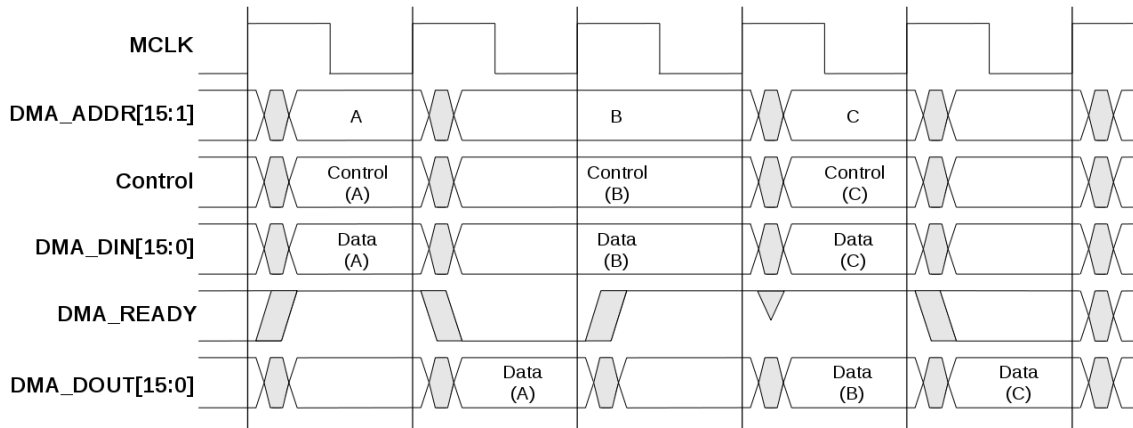 MCLK
DMA_ADDR[15:1]
A
B
C
Control
Control
(A)
Control
(B)
Control
(C)
DMA_DIN[15:0]
Data
(A)
Data
(B)
Data
(C)
DMA_READY
DMA_DOUT[15:0]
Data
(A)
Data
(B)
Data
(C)